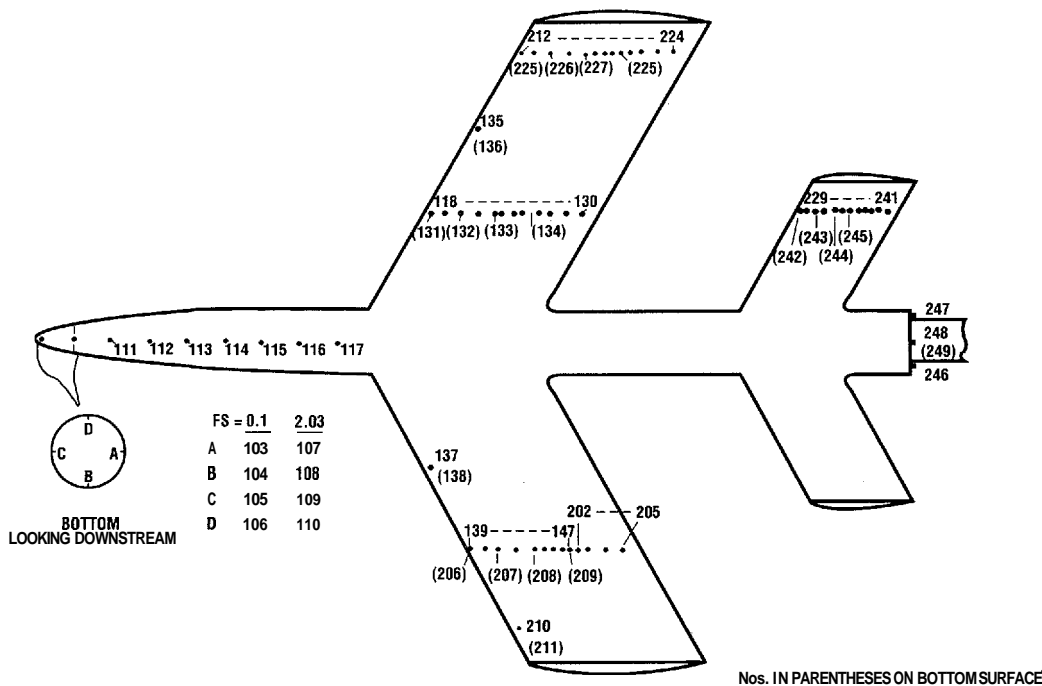 212 ---------- 224
(225) (226) (227) (225)
135
(136)
118 ---------- 130
(131) (132) (133) (134)
229 ---- 241
(243) (245)
(242) (244)
247
248
(249)
246
111 112 113 114 115 116 117
D
C A
B
BOTTOM
LOOKING DOWNSTREAM
FS = 0.1 2.03
A 103 107
B 104 108
C 105 109
D 106 110
137
(138)
202 ---- 205
139 ------ 147
(206) (207) (208) (209)
210
(211)
Nos. IN PARENTHESES ON BOTTOM SURFACE